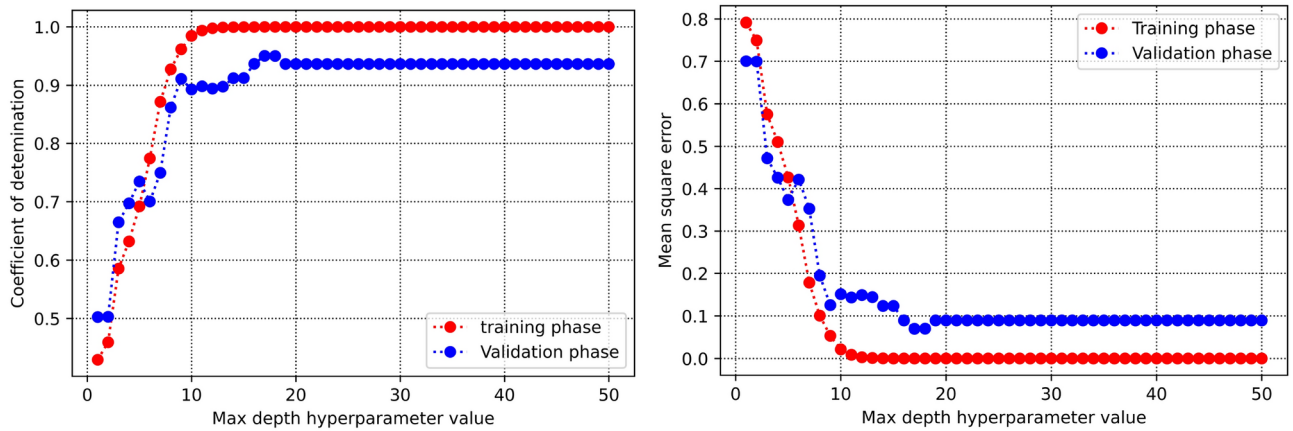 1.0
0.9
0.8
0.7
0.6
0.5
Coefficient of detemination
0 10 20 30 40 50
Max depth hyperparameter value
training phase
Validation phase
0.8
0.7
0.6
0.5
0.4
0.3
0.2
0.1
0.0
Mean square error
0 10 20 30 40 50
Max depth hyperparameter value
Training phase
Validation phase